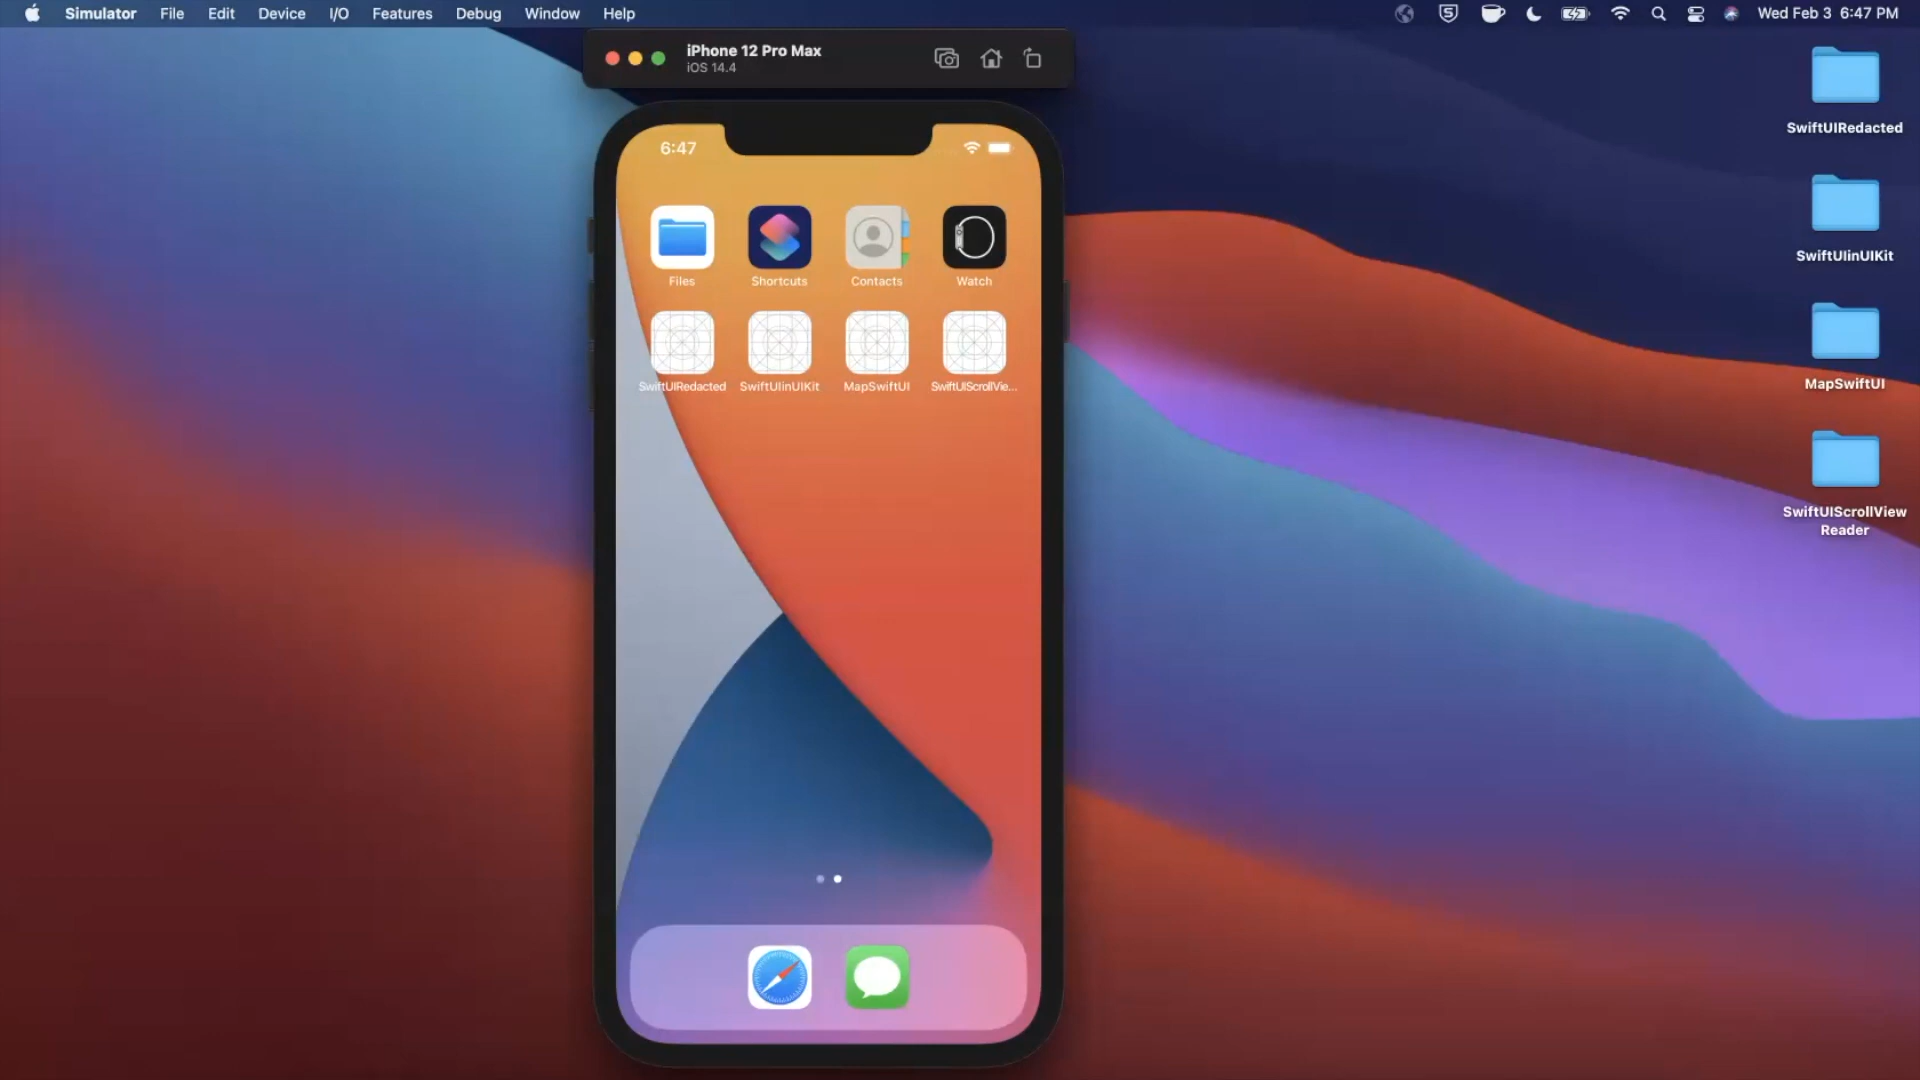 Simulator File Edit Device I/O Features Debug Window Help
Wed Feb 3 6:47 PM
iPhone 12 Pro Max
iOS 14.4
6:47
Files Shortcuts Contacts Watch
SwiftUIRedacted SwiftUIinUIKit MapSwiftUI SwiftUIScrollVie...
SwiftUIRedacted
SwiftUIinUIKit
MapSwiftUI
SwiftUIScrollView
Reader